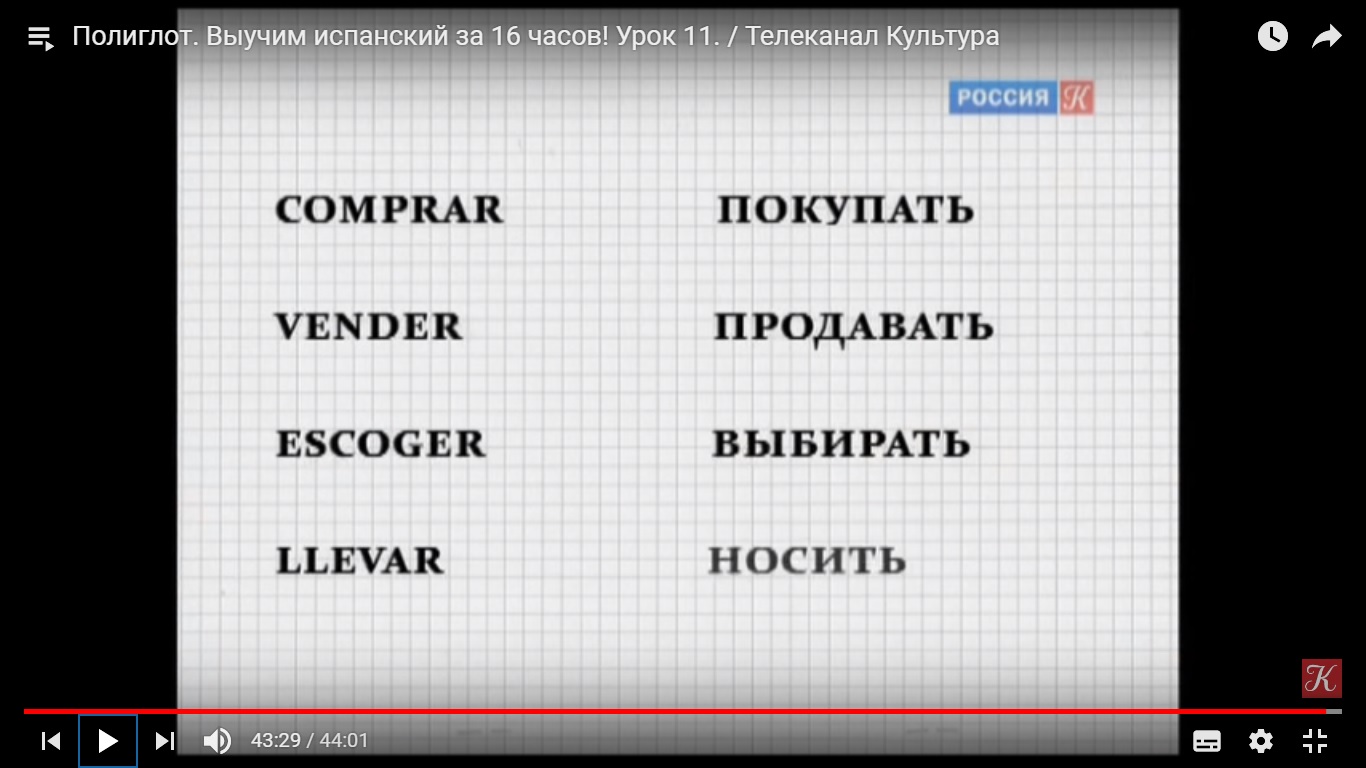 Полиглот. Выучим испанский за 16 часов! Урок 11. / Телеканал Культура
РОССИЯ К
COMPRAR ПОКУПАТЬ
VENDER ПРОДАВАТЬ
ESCOGER ВЫБИРАТЬ
LLEVAR НОСИТЬ
К
43:29 / 44:01